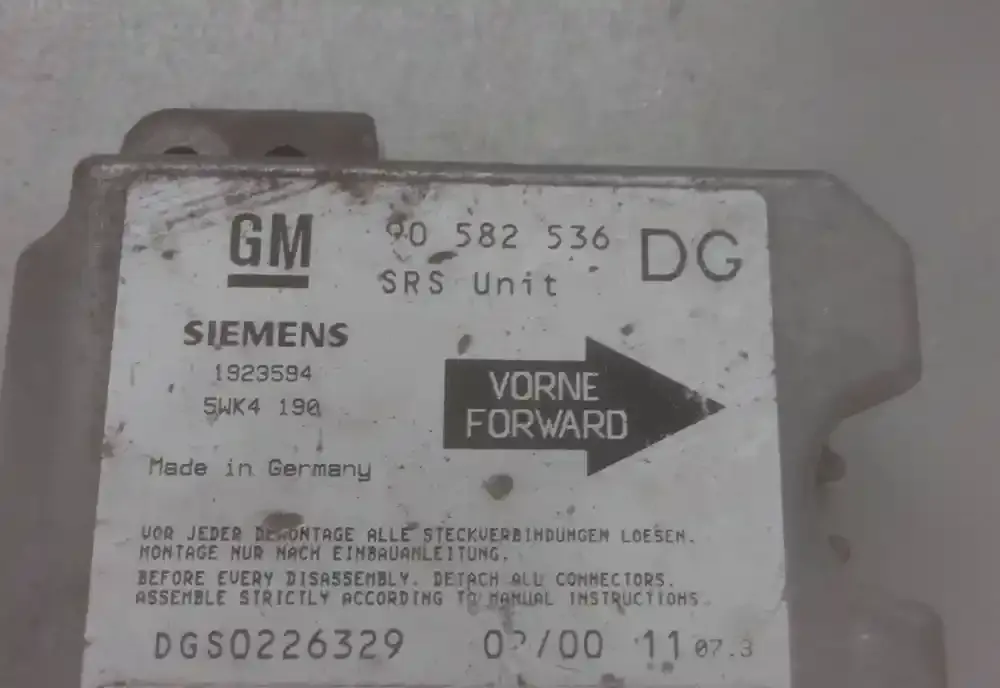 GM 90 582 536 DG
SRS Unit
SIEMENS
1923594
5WK4 190
VORNE
FORWARD
Made in Germany
VOR JEDER DEMONTAGE ALLE STECKVERBINDUNGEN LOESEN.
MONTAGE NUR NACH EINBAUANLEITUNG.
BEFORE EVERY DISASSEMBLY. DETACH ALL CONNECTORS.
ASSEMBLE STRICTLY ACCORDING TO MANUAL INSTRUCTIONS.
DGS0226329 11 07.3